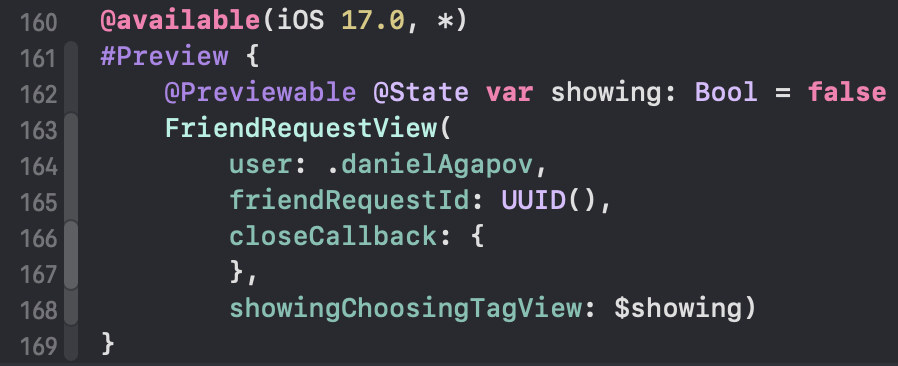 160 @available(iOS 17.0, *)
161 #Preview {
162     @Previewable @State var showing: Bool = false
163     FriendRequestView(
164         user: .danielAgapov,
165         friendRequestId: UUID(),
166         closeCallback: {
167         },
168         showingChoosingTagView: $showing)
169 }